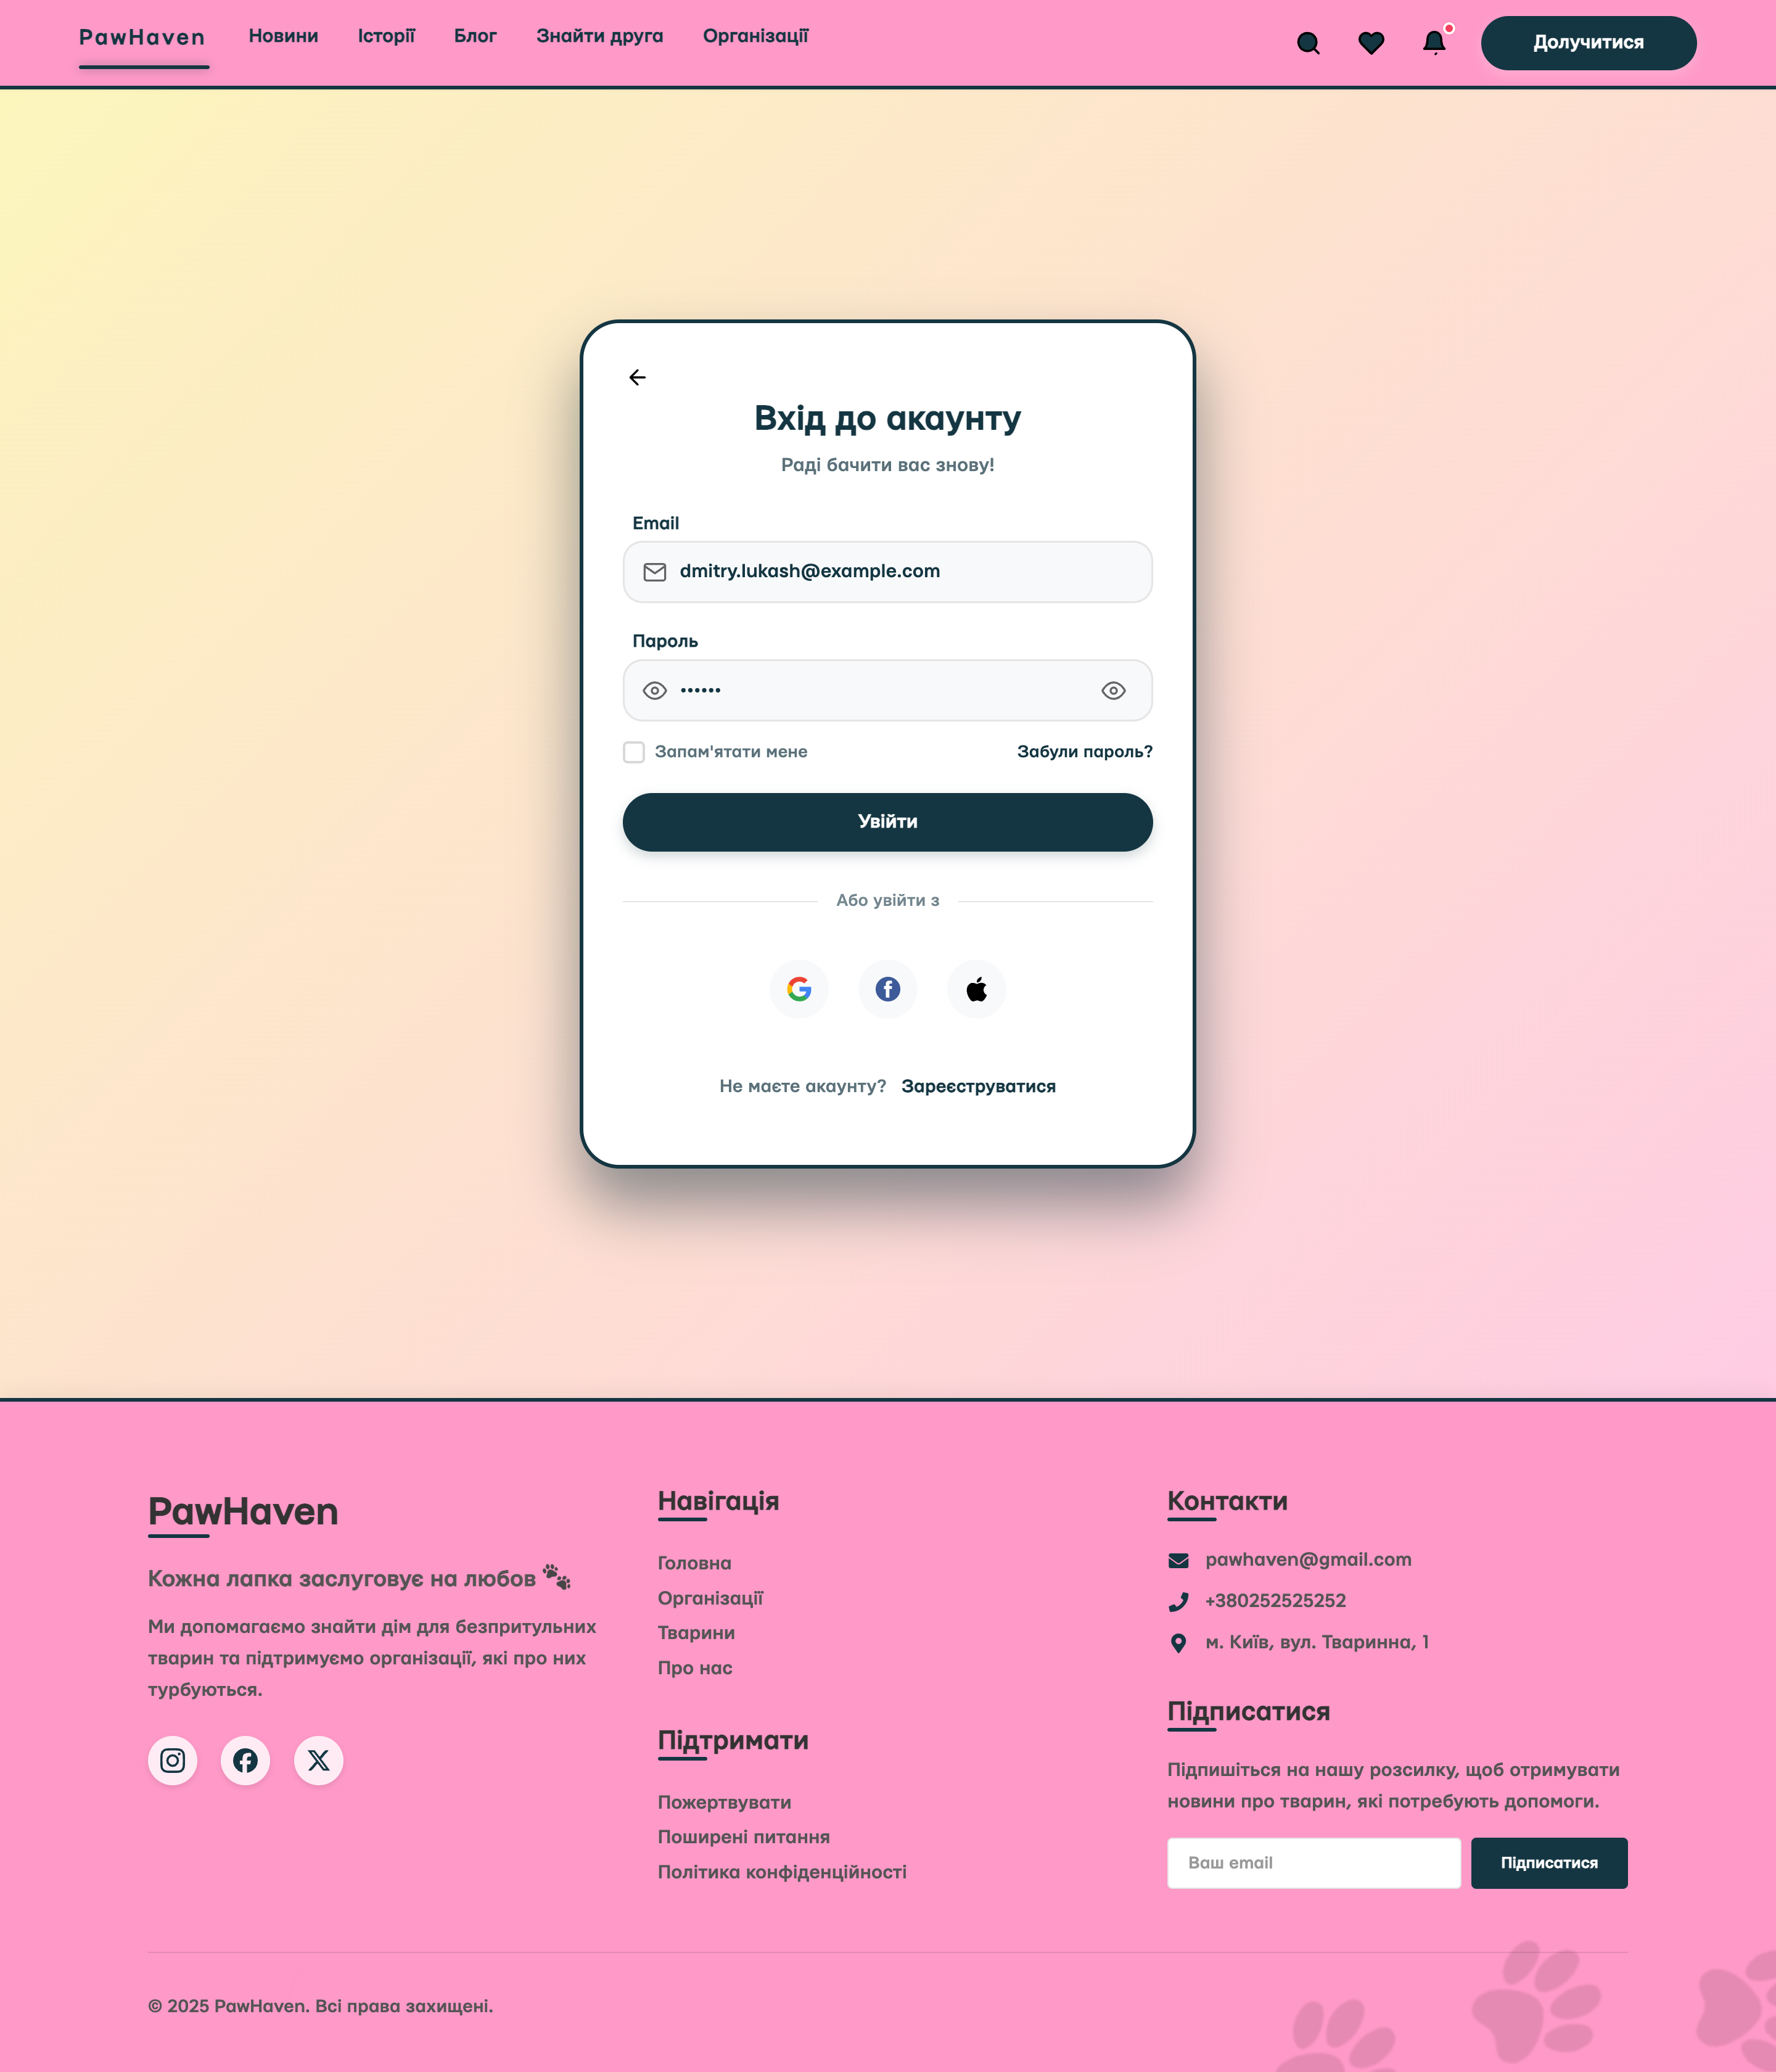 PawHaven
Новини
Історії
Блог
Знайти друга
Організації
Долучитися
Вхід до акаунту
Раді бачити вас знову!
Email
dmitry.lukash@example.com
Пароль
••••••
Запам'ятати мене
Забули пароль?
Увійти
Або увійти з
Не маєте акаунту? Зареєструватися
PawHaven
Кожна лапка заслуговує на любов 🐾
Ми допомагаємо знайти дім для безпритульних
тварин та підтримуємо організації, які про них
турбуються.
Навігація
Головна
Організації
Тварини
Про нас
Підтримати
Пожертвувати
Поширені питання
Політика конфіденційності
Контакти
pawhaven@gmail.com
+380252525252
м. Київ, вул. Тваринна, 1
Підписатися
Підпишіться на нашу розсилку, щоб отримувати
новини про тварин, які потребують допомоги.
Ваш email
Підписатися
© 2025 PawHaven. Всі права захищені.